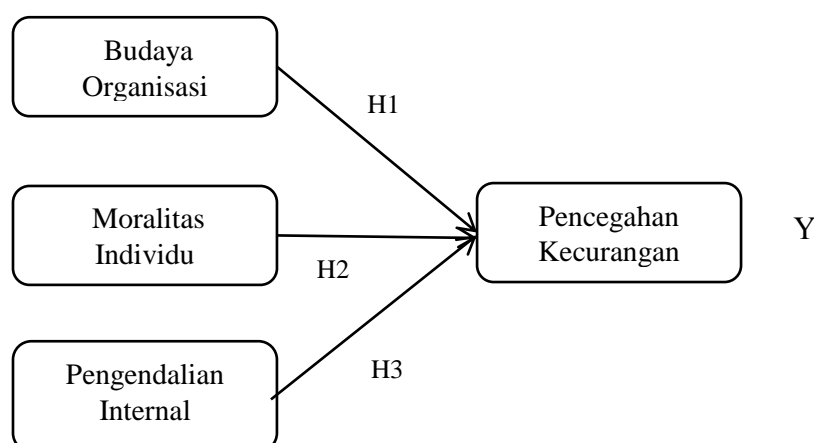 Budaya
Organisasi
H1
Moralitas
Individu
H2
Pencegahan
Kecurangan
Y
Pengendalian
Internal
H3